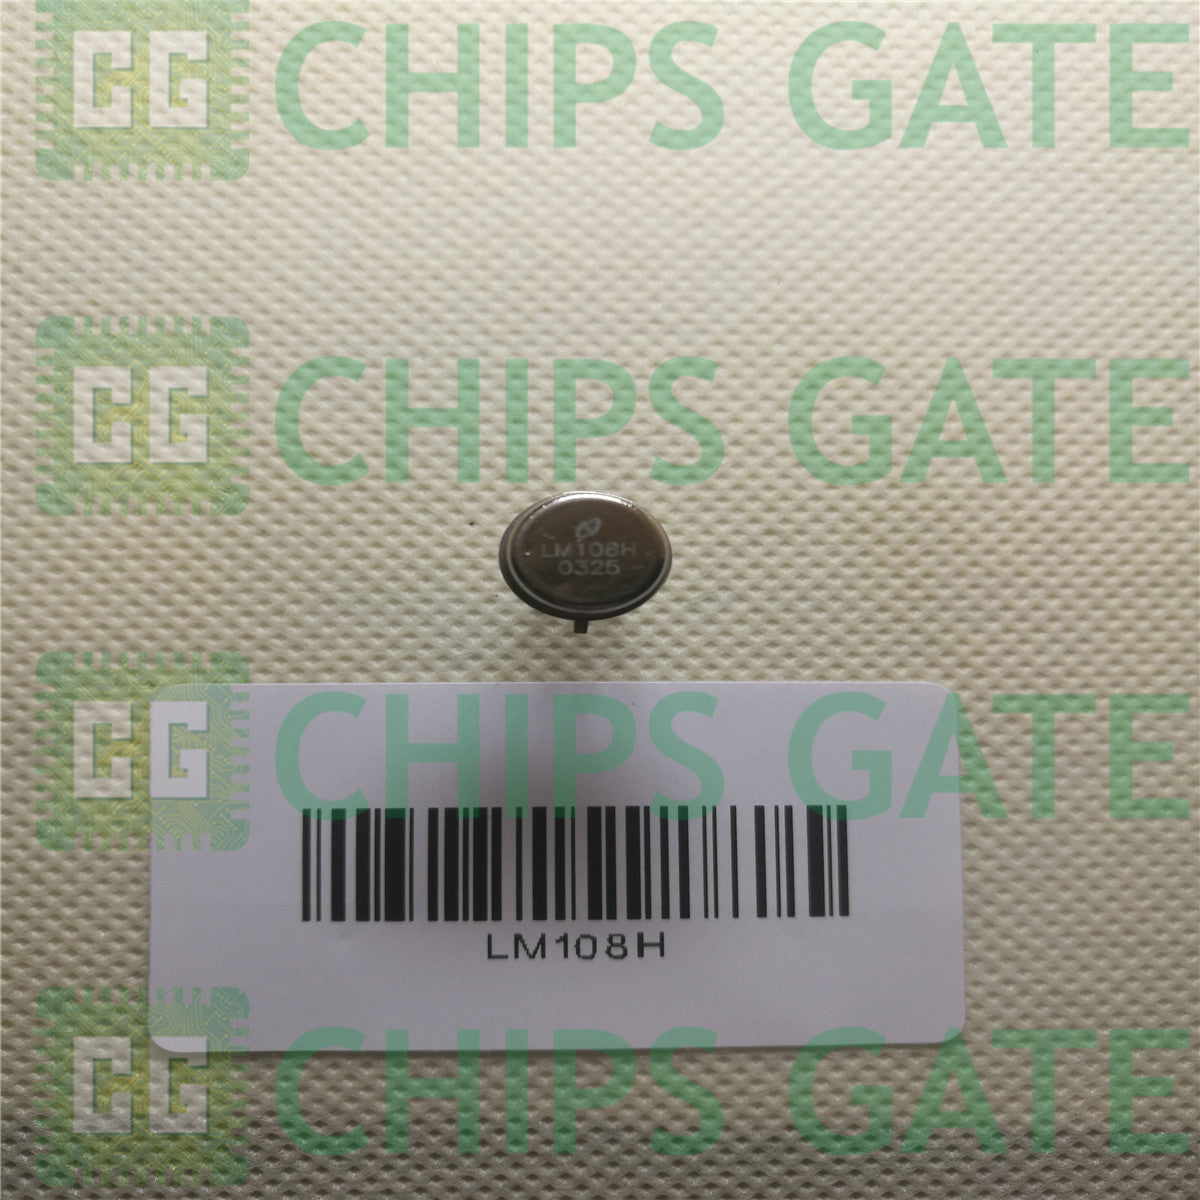 CG CHIPS GATE
CG CHIPS GATE
LM108H
0325
CG CHIPS GATE
LM108H
CG CHIPS GATE